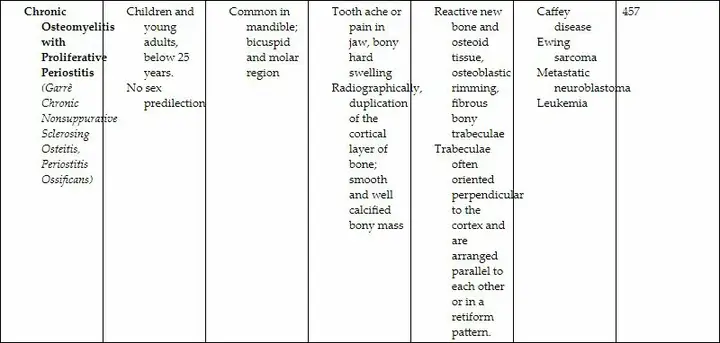 Chronic
Osteomyelitis
with
Proliferative
Periostitis
(Garrè
Chronic
Nonsuppurative
Sclerosing
Osteitis,
Periostitis
Ossificans)
Children and
young
adults,
below 25
years.
No sex
predilection
Common in
mandible;
bicuspid
and molar
region
Tooth ache or
pain in
jaw, bony
hard
swelling
Radiographically,
duplication
of the
cortical
layer of
bone;
smooth
and well
calcified
bony mass
Reactive new
bone and
osteoid
tissue,
osteoblastic
rimming,
fibrous
bony
trabeculae
Trabeculae
often
oriented
perpendicular
to the
cortex and
are
arranged
parallel to
each other
or in a
retiform
pattern.
Caffey
disease
Ewing
sarcoma
Metastatic
neuroblastoma
Leukemia
457